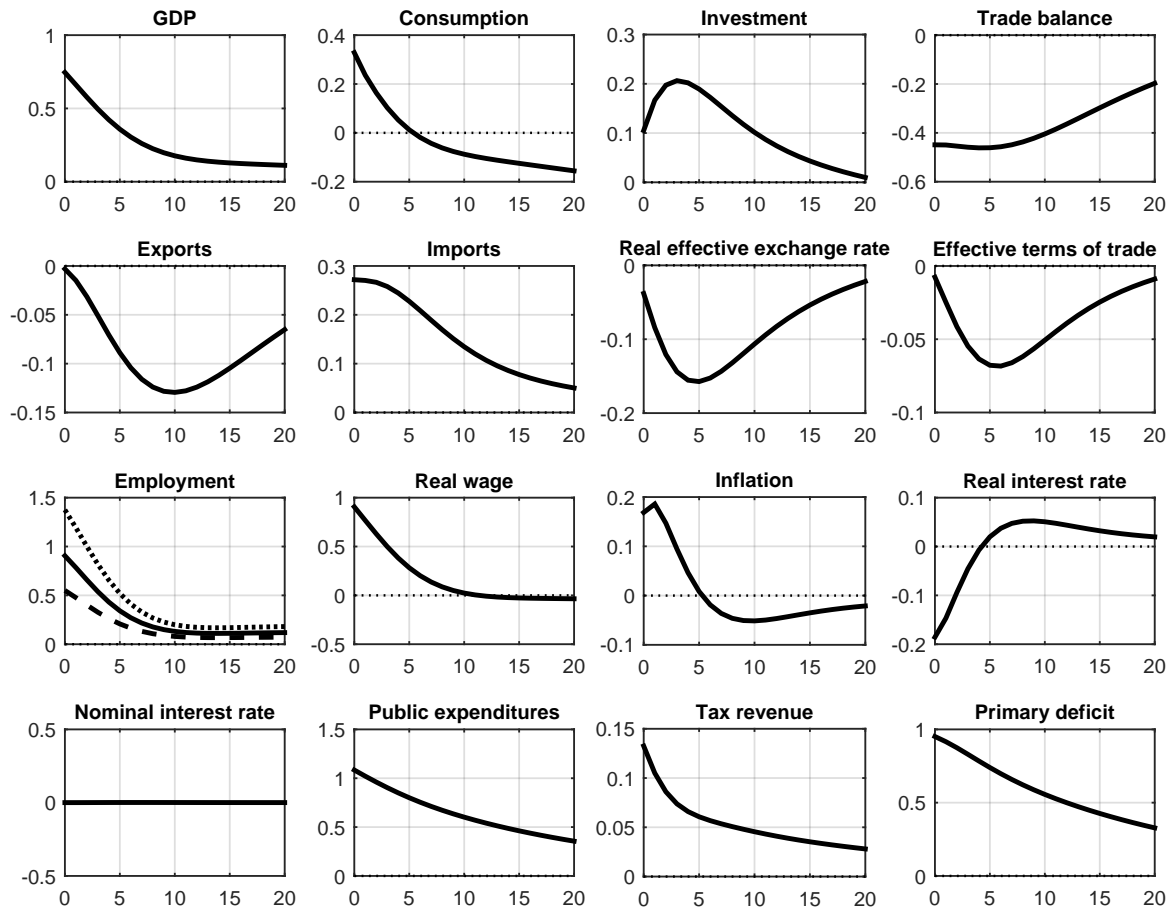 GDP Consumption Investment Trade balance
1 0.4 0.3 0
0.2 0.2 -0.2
0.5 0 0.1 -0.4
0 -0.2 0 -0.6
0 5 10 15 20 0 5 10 15 20 0 5 10 15 20 0 5 10 15 20
Exports Imports Real effective exchange rate Effective terms of trade
0 0.3 0 0
-0.05 0.2 -0.1 -0.05
-0.1 0.1
-0.15 0 -0.2 -0.1
0 5 10 15 20 0 5 10 15 20 0 5 10 15 20 0 5 10 15 20
Employment Real wage Inflation Real interest rate
1.5 1 0.2 0.1
1 0.5 0.1 0
0.5 0 0 -0.1
0 -0.5 -0.1 -0.2
0 5 10 15 20 0 5 10 15 20 0 5 10 15 20 0 5 10 15 20
Nominal interest rate Public expenditures Tax revenue Primary deficit
0.5 1.5 0.15 1
0 1 0.1 0.5
0.5 0.05
-0.5 0 0 0
0 5 10 15 20 0 5 10 15 20 0 5 10 15 20 0 5 10 15 20